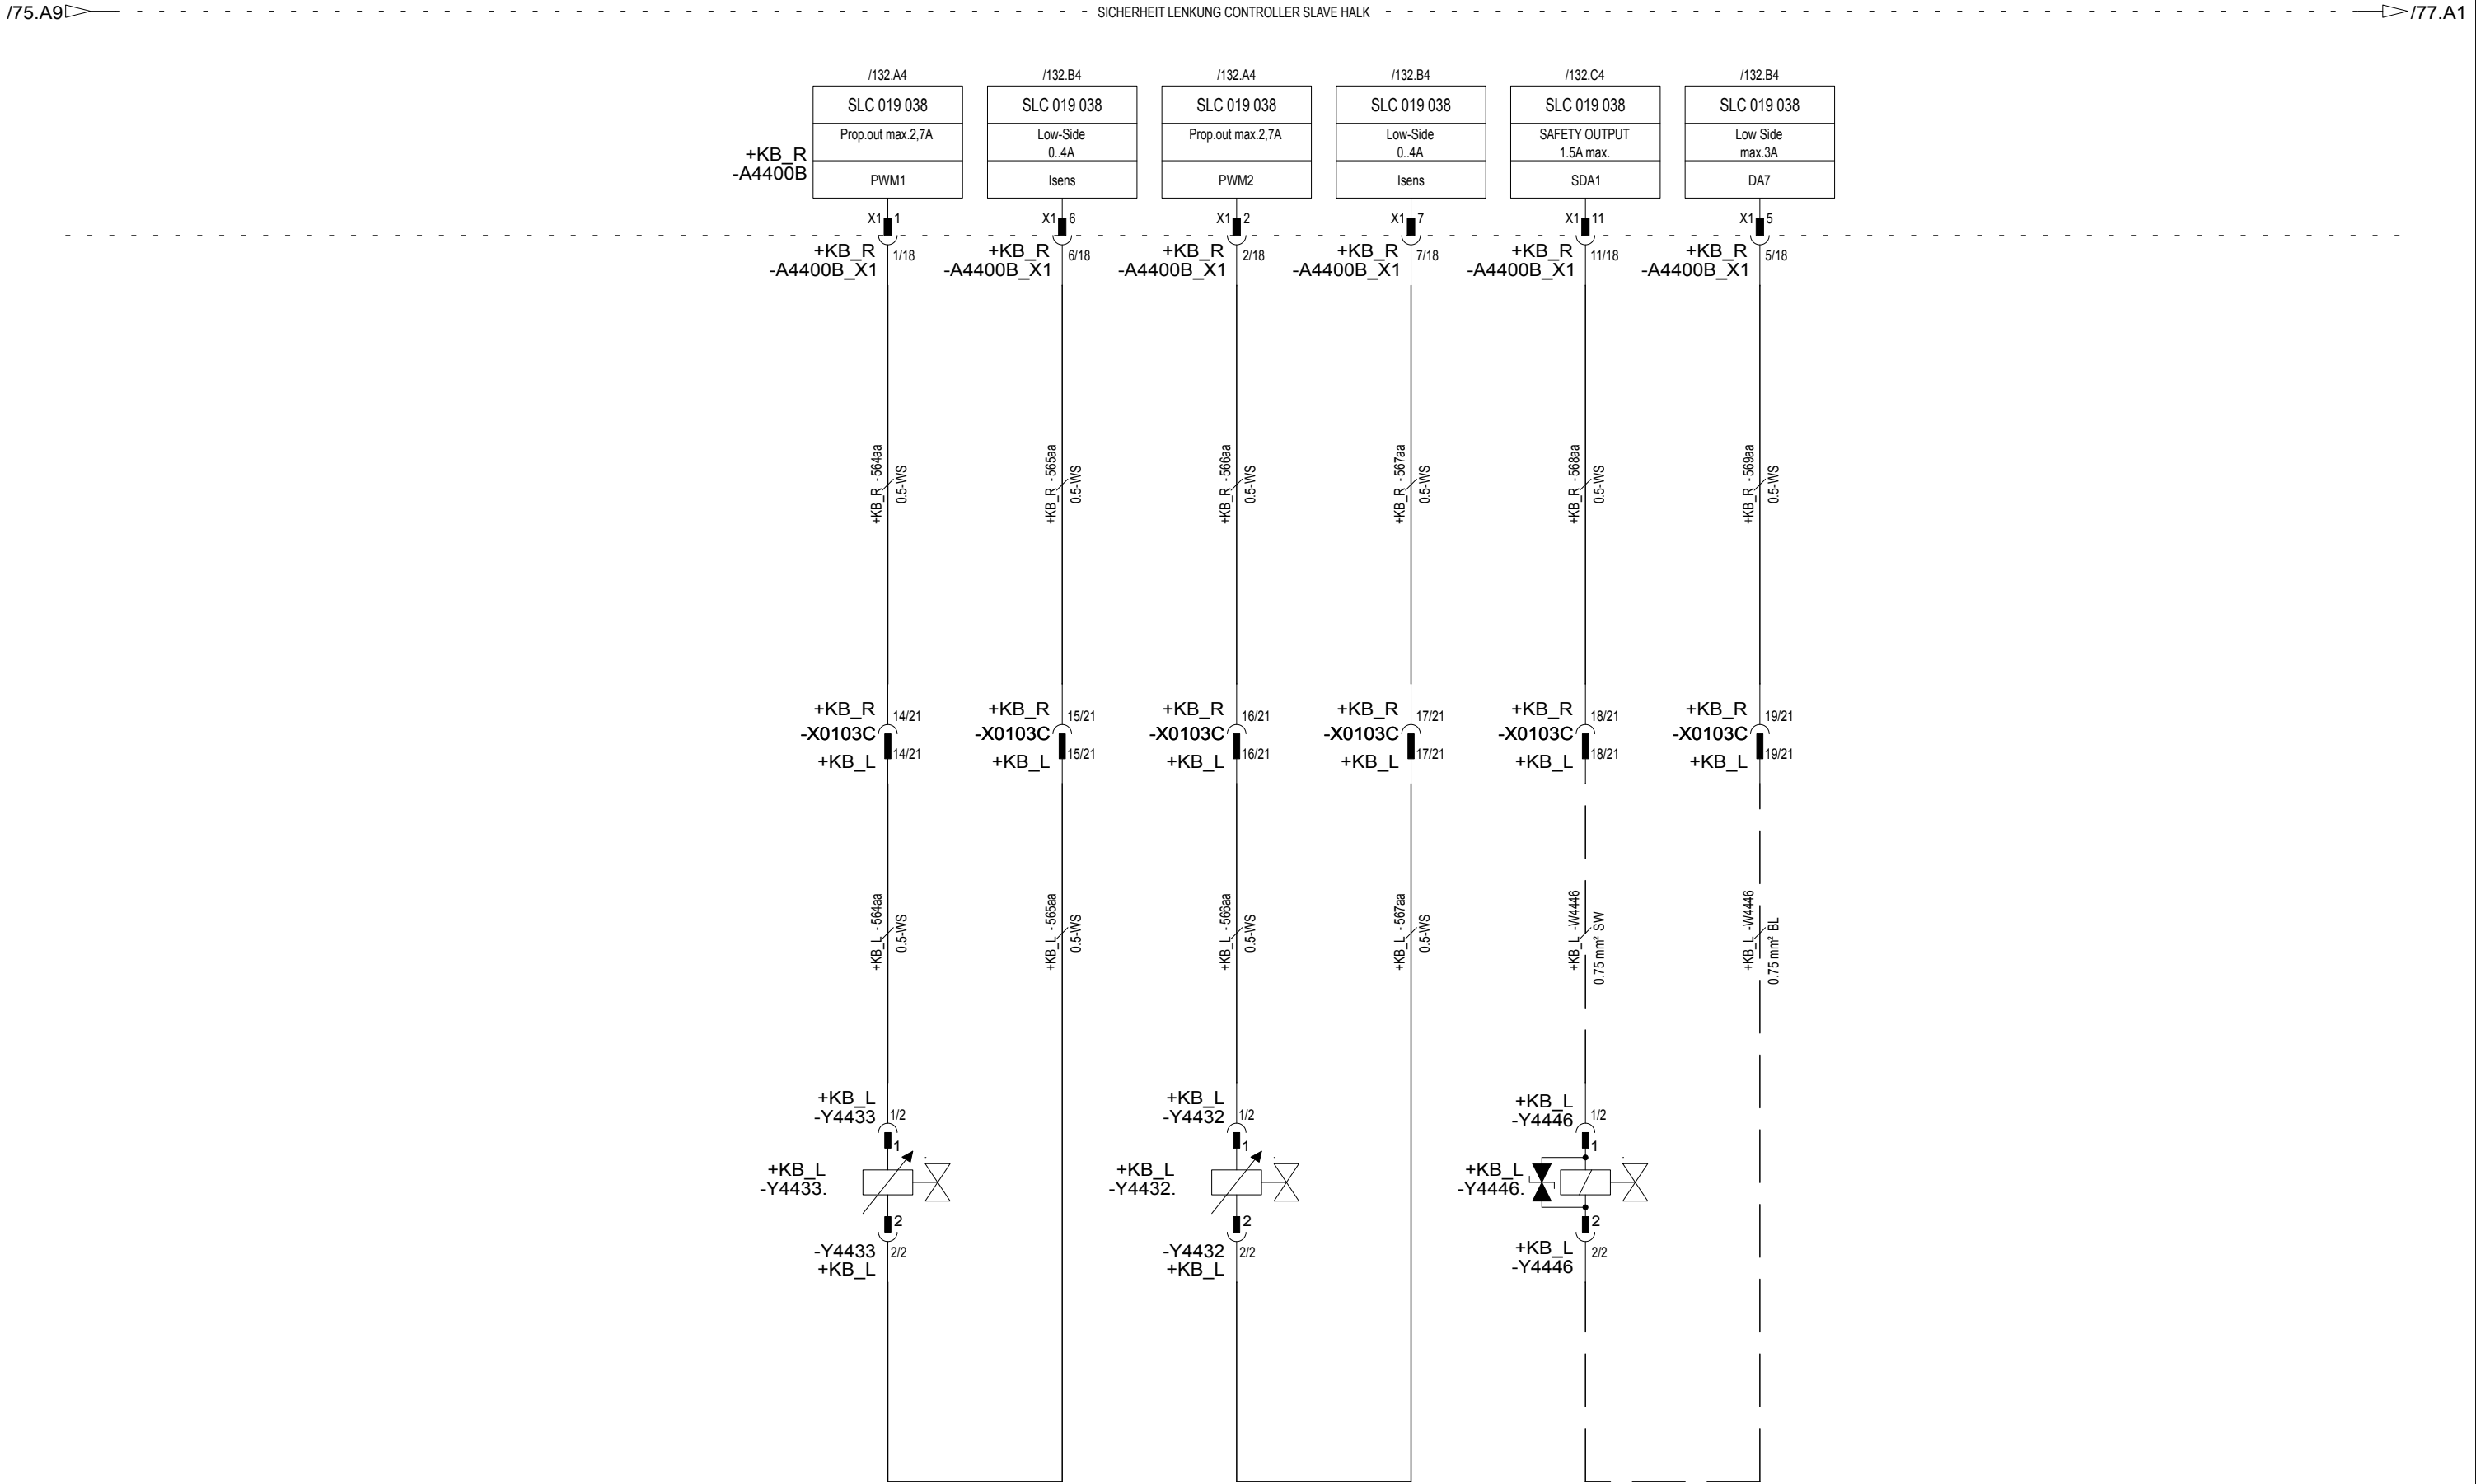 /75.A9 SICHERHEIT LENKUNG CONTROLLER SLAVE HALK /77.A1
/132.A4 /132.B4 /132.A4 /132.B4 /132.C4 /132.B4
SLC 019 038 SLC 019 038 SLC 019 038 SLC 019 038 SLC 019 038 SLC 019 038
Prop.out max.2,7A Low-Side Prop.out max.2,7A Low-Side SAFETY OUTPUT Low Side
0..4A 0..4A 1.5A max. max.3A
+KB_R
-A4400B
PWM1 Isens PWM2 Isens SDA1 DA7
X1 1 X1 6 X1 2 X1 7 X1 11 X1 5
+KB_R 1/18 +KB_R 6/18 +KB_R 2/18 +KB_R 7/18 +KB_R 11/18 +KB_R 5/18
-A4400B_X1 -A4400B_X1 -A4400B_X1 -A4400B_X1 -A4400B_X1 -A4400B_X1
+KB_R -564aa 0.5-WS +KB_R -565aa 0.5-WS +KB_R -566aa 0.5-WS +KB_R -567aa 0.5-WS +KB_R -568aa 0.5-WS +KB_R -569aa 0.5-WS
+KB_R 14/21 +KB_R 15/21 +KB_R 16/21 +KB_R 17/21 +KB_R 18/21 +KB_R 19/21
-X0103C -X0103C -X0103C -X0103C -X0103C -X0103C
+KB_L 14/21 +KB_L 15/21 +KB_L 16/21 +KB_L 17/21 +KB_L 18/21 +KB_L 19/21
+KB_L -564aa 0.5-WS +KB_L -565aa 0.5-WS +KB_L -566aa 0.5-WS +KB_L -567aa 0.5-WS +KB_L -W4446 0.75 mm² SW +KB_L -W4446 0.75 mm² BL
+KB_L +KB_L +KB_L
-Y4433 1/2 -Y4432 1/2 -Y4446 1/2
1 1 1
+KB_L +KB_L +KB_L
-Y4433. -Y4432. -Y4446.
2 2 2
-Y4433 2/2 -Y4432 2/2 +KB_L 2/2
+KB_L +KB_L -Y4446